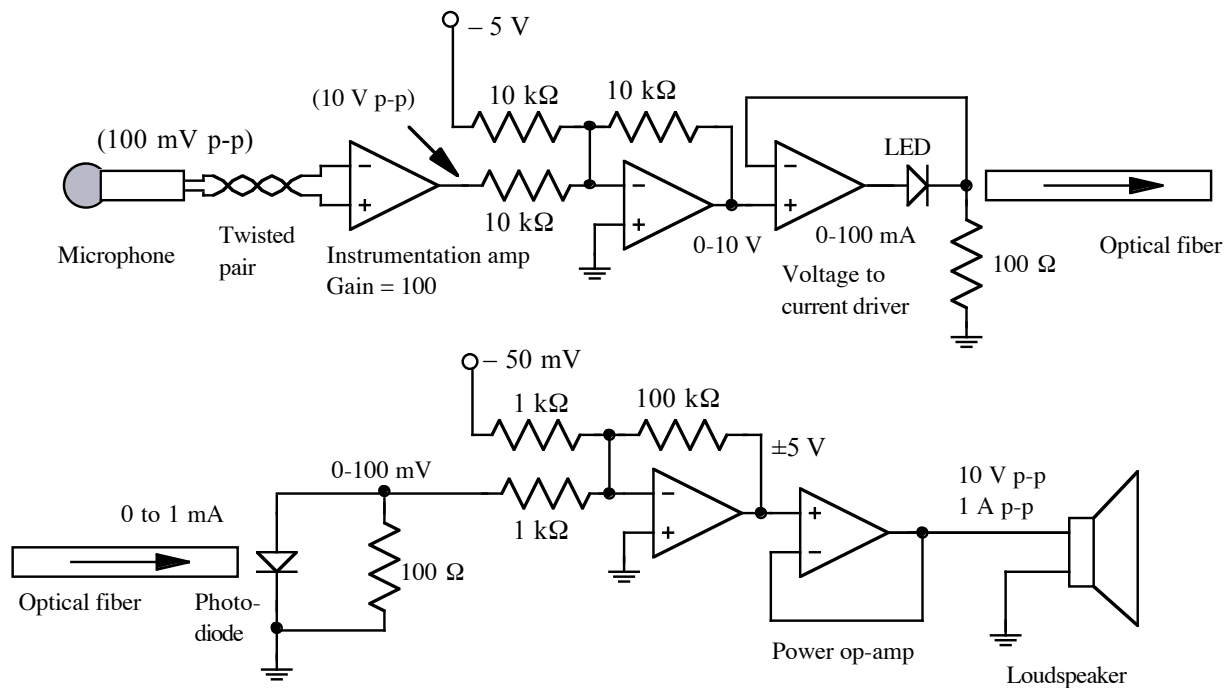 – 5 V
10 kΩ
10 kΩ
(10 V p-p)
(100 mV p-p)
LED
−
+
−
+
−
+
10 kΩ
0-10 V
0-100 mA
100 Ω
Microphone
Twisted
pair
Instrumentation amp
Gain = 100
Voltage to
current driver
Optical fiber
– 50 mV
1 kΩ
100 kΩ
±5 V
0-100 mV
0 to 1 mA
1 kΩ
−
+
+
−
10 V p-p
1 A p-p
100 Ω
Optical fiber
Photo-
diode
Power op-amp
Loudspeaker